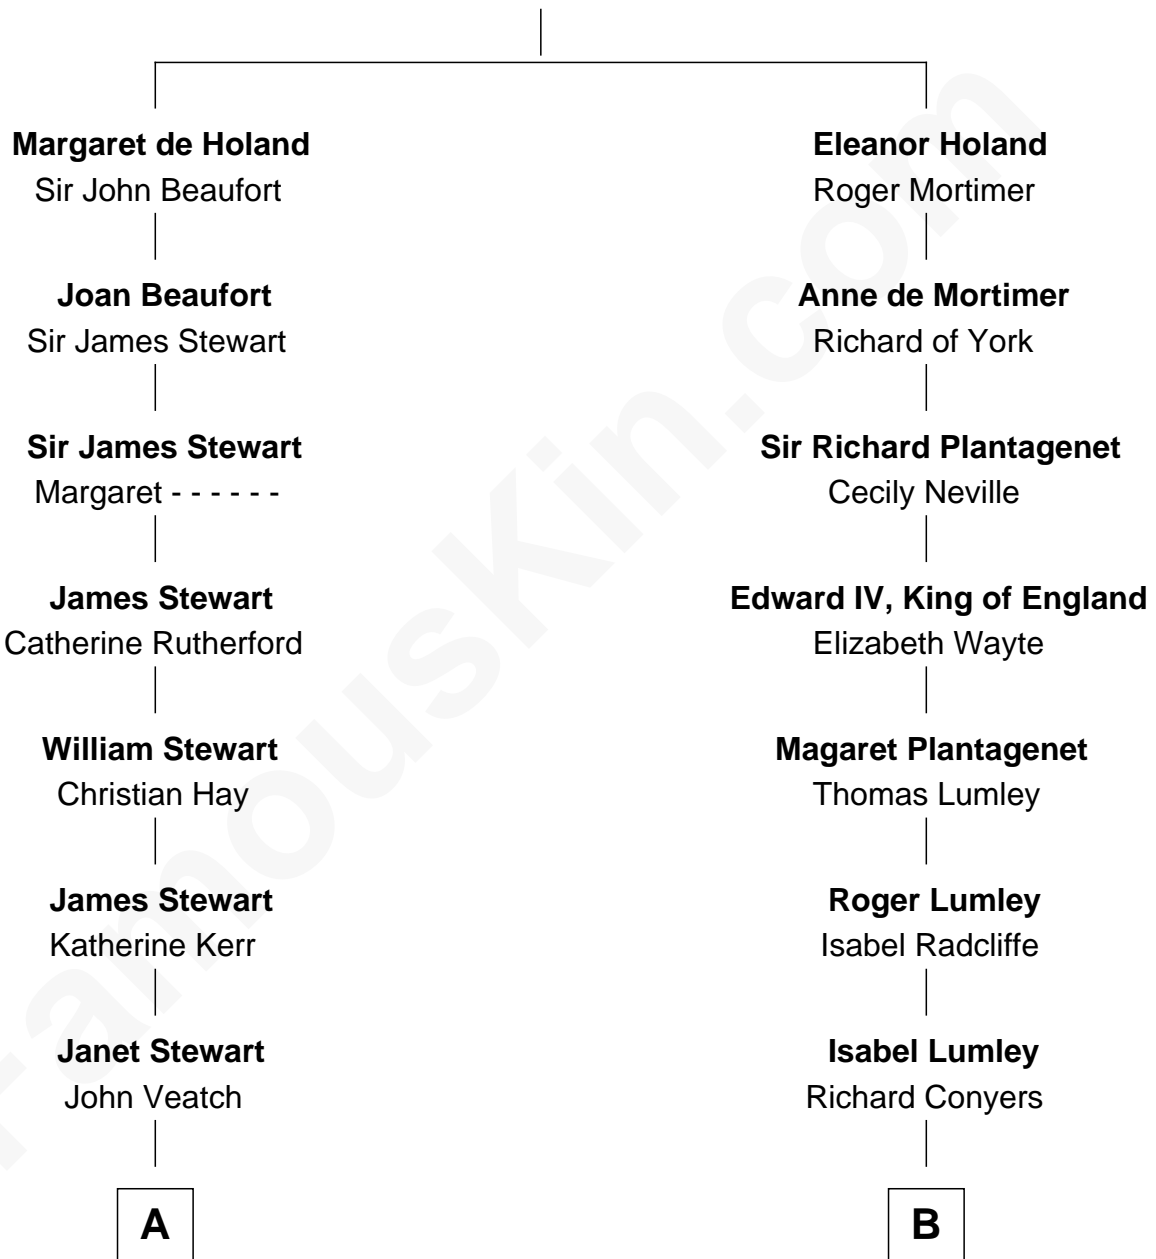 Margaret de Holand
Sir John Beaufort
Joan Beaufort
Sir James Stewart
Sir James Stewart
Margaret - - - - - -
James Stewart
Catherine Rutherford
William Stewart
Christian Hay
James Stewart
Katherine Kerr
Janet Stewart
John Veatch
A
Eleanor Holand
Roger Mortimer
Anne de Mortimer
Richard of York
Sir Richard Plantagenet
Cecily Neville
Edward IV, King of England
Elizabeth Wayte
Magaret Plantagenet
Thomas Lumley
Roger Lumley
Isabel Radcliffe
Isabel Lumley
Richard Conyers
B
FamousKin.com